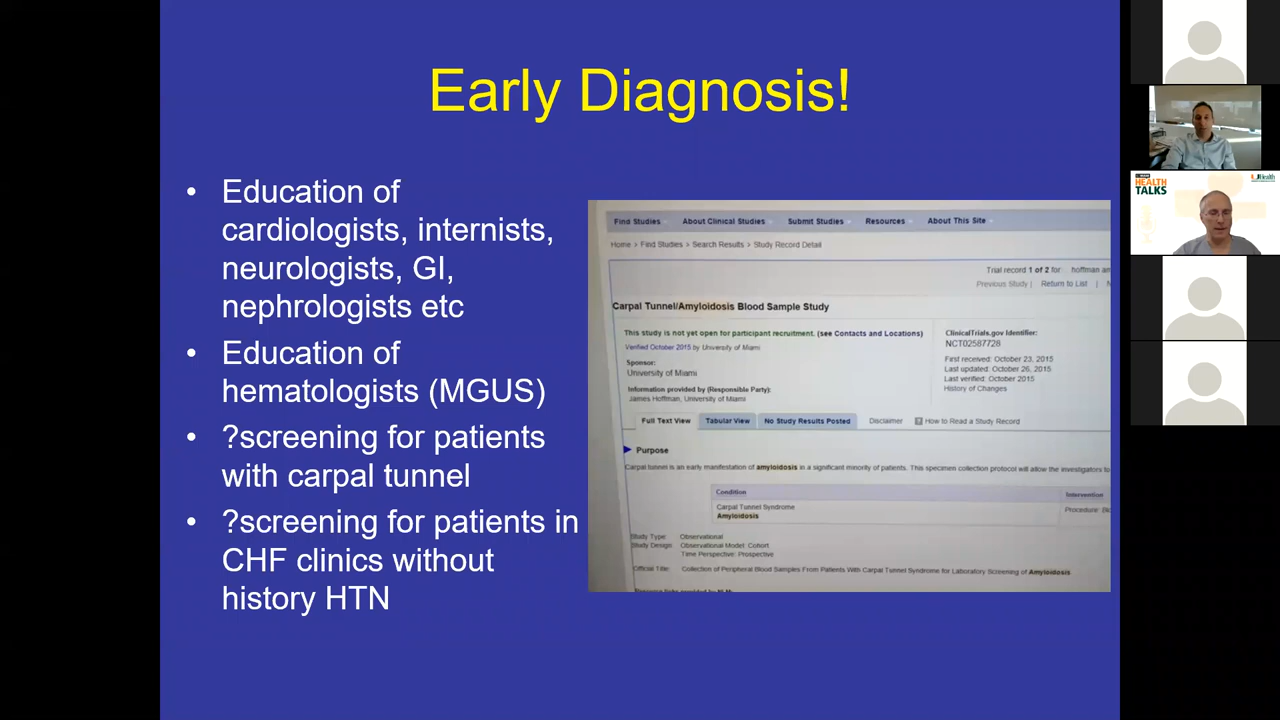 Early Diagnosis!
• Education of
cardiologists, internists,
neurologists, GI,
nephrologists etc
• Education of
hematologists (MGUS)
• ?screening for patients
with carpal tunnel
• ?screening for patients in
CHF clinics without
history HTN
Find Studies About Clinical Studies Submit Studies Resources About This Site
Home > Find Studies > Search Results > Study Record Detail
Trial record 1 of 2 for: hoffman
Previous Study | Return to List |
Carpal Tunnel/Amyloidosis Blood Sample Study
This study is not yet open for participant recruitment. (see Contacts and Locations)
Verified October 2015 by University of Miami
Sponsor:
University of Miami
Information provided by (Responsible Party):
James Hoffman, University of Miami
ClinicalTrials.gov Identifier:
NCT02587728
First received: October 23, 2015
Last updated: October 26, 2015
Last verified: October 2015
History of Changes
Full Text View Tabular View No Study Results Posted Disclaimer How to Read a Study Record
Purpose
Carpal tunnel is an early manifestation of amyloidosis in a significant minority of patients. This specimen collection protocol will allow the investigators to
Condition Intervention
Carpal Tunnel Syndrome
Amyloidosis
Procedure:
Study Type: Observational
Study Design: Observational Model: Cohort
Time Perspective: Prospective
Official Title: Collection of Peripheral Blood Samples From Patients With Carpal Tunnel Syndrome for Laboratory Screening of Amyloidosis
HEALTH
TALKS
UHealth